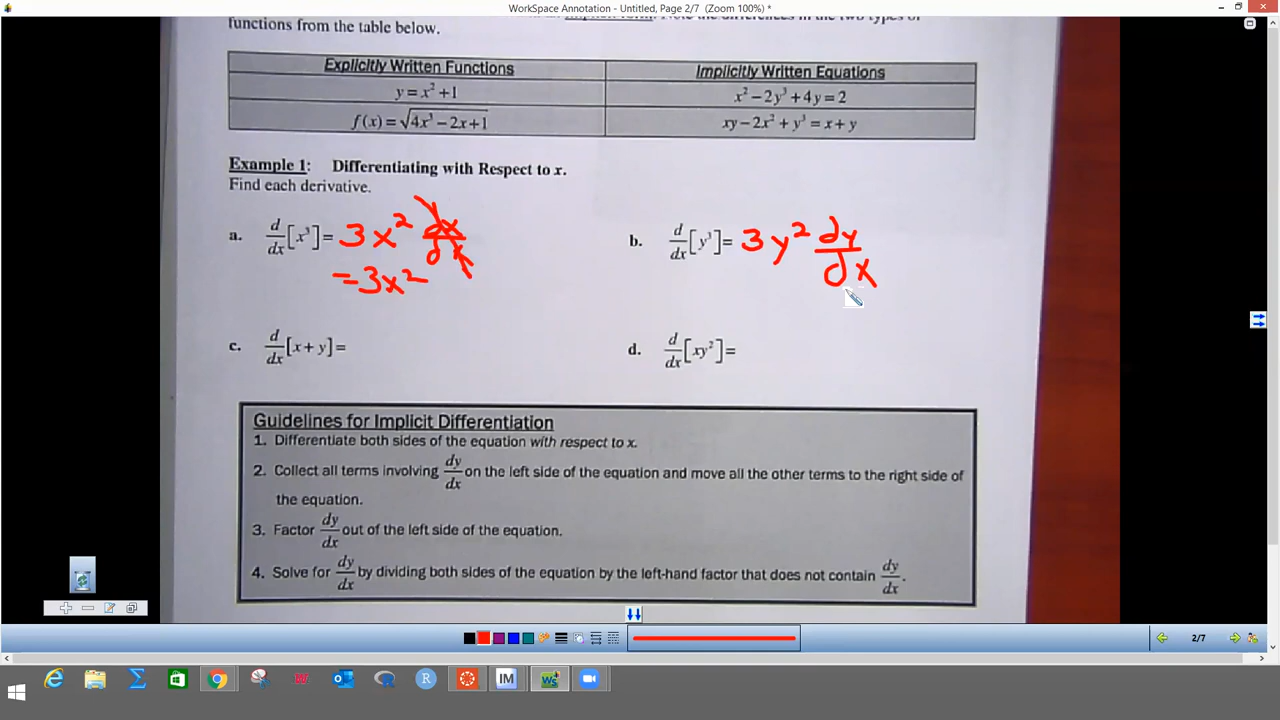 WorkSpace Annotation - Untitled, Page 2/7 (Zoom 100%) *
functions from the table below.
Explicitly Written Functions
Implicitly Written Equations
y = x² + 1
x² − 2y³ + 4y = 2
f(x) = √4x³ − 2x + 1
xy − 2x² + y³ = x + y
Example 1: Differentiating with Respect to x.
Find each derivative.
a. d/dx [x³] = 3x² dx/dx
= 3x²
b. d/dx [y³] = 3y² dy/dx
c. d/dx [x + y] =
d. d/dx [xy²] =
Guidelines for Implicit Differentiation
1. Differentiate both sides of the equation with respect to x.
2. Collect all terms involving dy/dx on the left side of the equation and move all the other terms to the right side of
the equation.
3. Factor dy/dx out of the left side of the equation.
4. Solve for dy/dx by dividing both sides of the equation by the left-hand factor that does not contain dy/dx.
2/7
IM